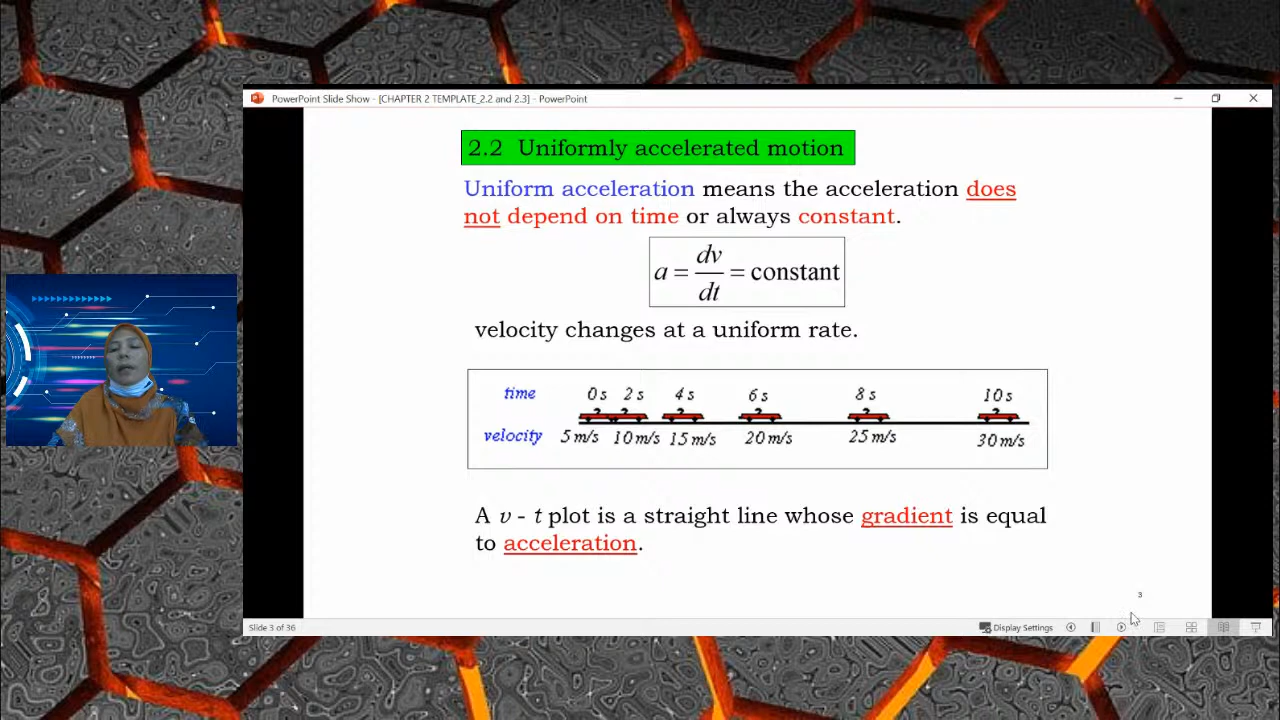 PowerPoint Slide Show - [CHAPTER 2 TEMPLATE_2.2 and 2.3] - PowerPoint
2.2 Uniformly accelerated motion
Uniform acceleration means the acceleration does
not depend on time or always constant.
a = dv/dt = constant
velocity changes at a uniform rate.
time 0 s 2 s 4 s 6 s 8 s 10 s
velocity 5 m/s 10 m/s 15 m/s 20 m/s 25 m/s 30 m/s
A v - t plot is a straight line whose gradient is equal
to acceleration.
3
Slide 3 of 36
Display Settings